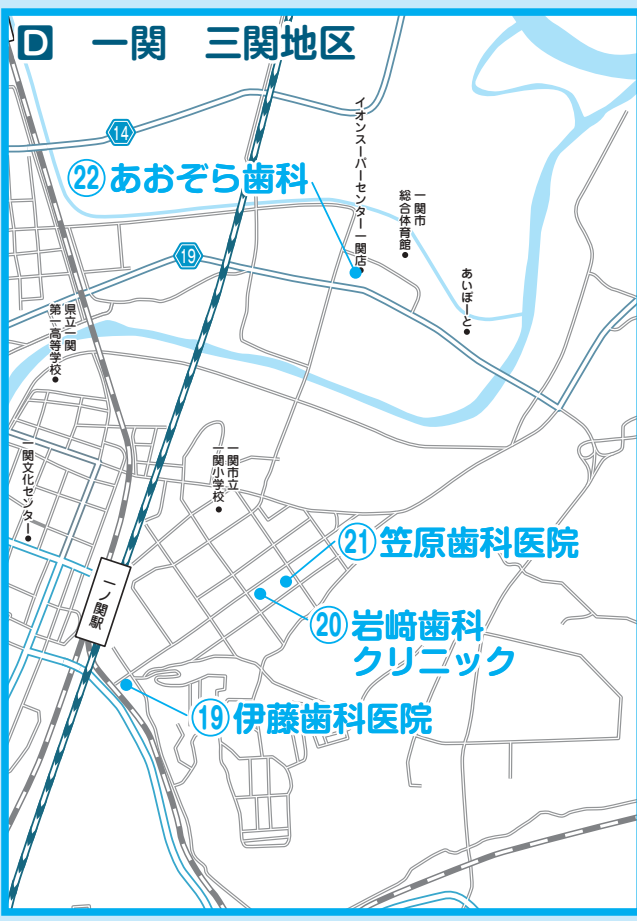 D 一関 三関地区
14
㉒あおぞら歯科
イオンスーパーセンター一関店
一関市
総合体育館
19
あいぽーと
県立一関
第一高等学校
一関文化センター
一関市立
一関小学校
㉑笠原歯科医院
一ノ関駅
⑳岩﨑歯科
クリニック
⑲伊藤歯科医院